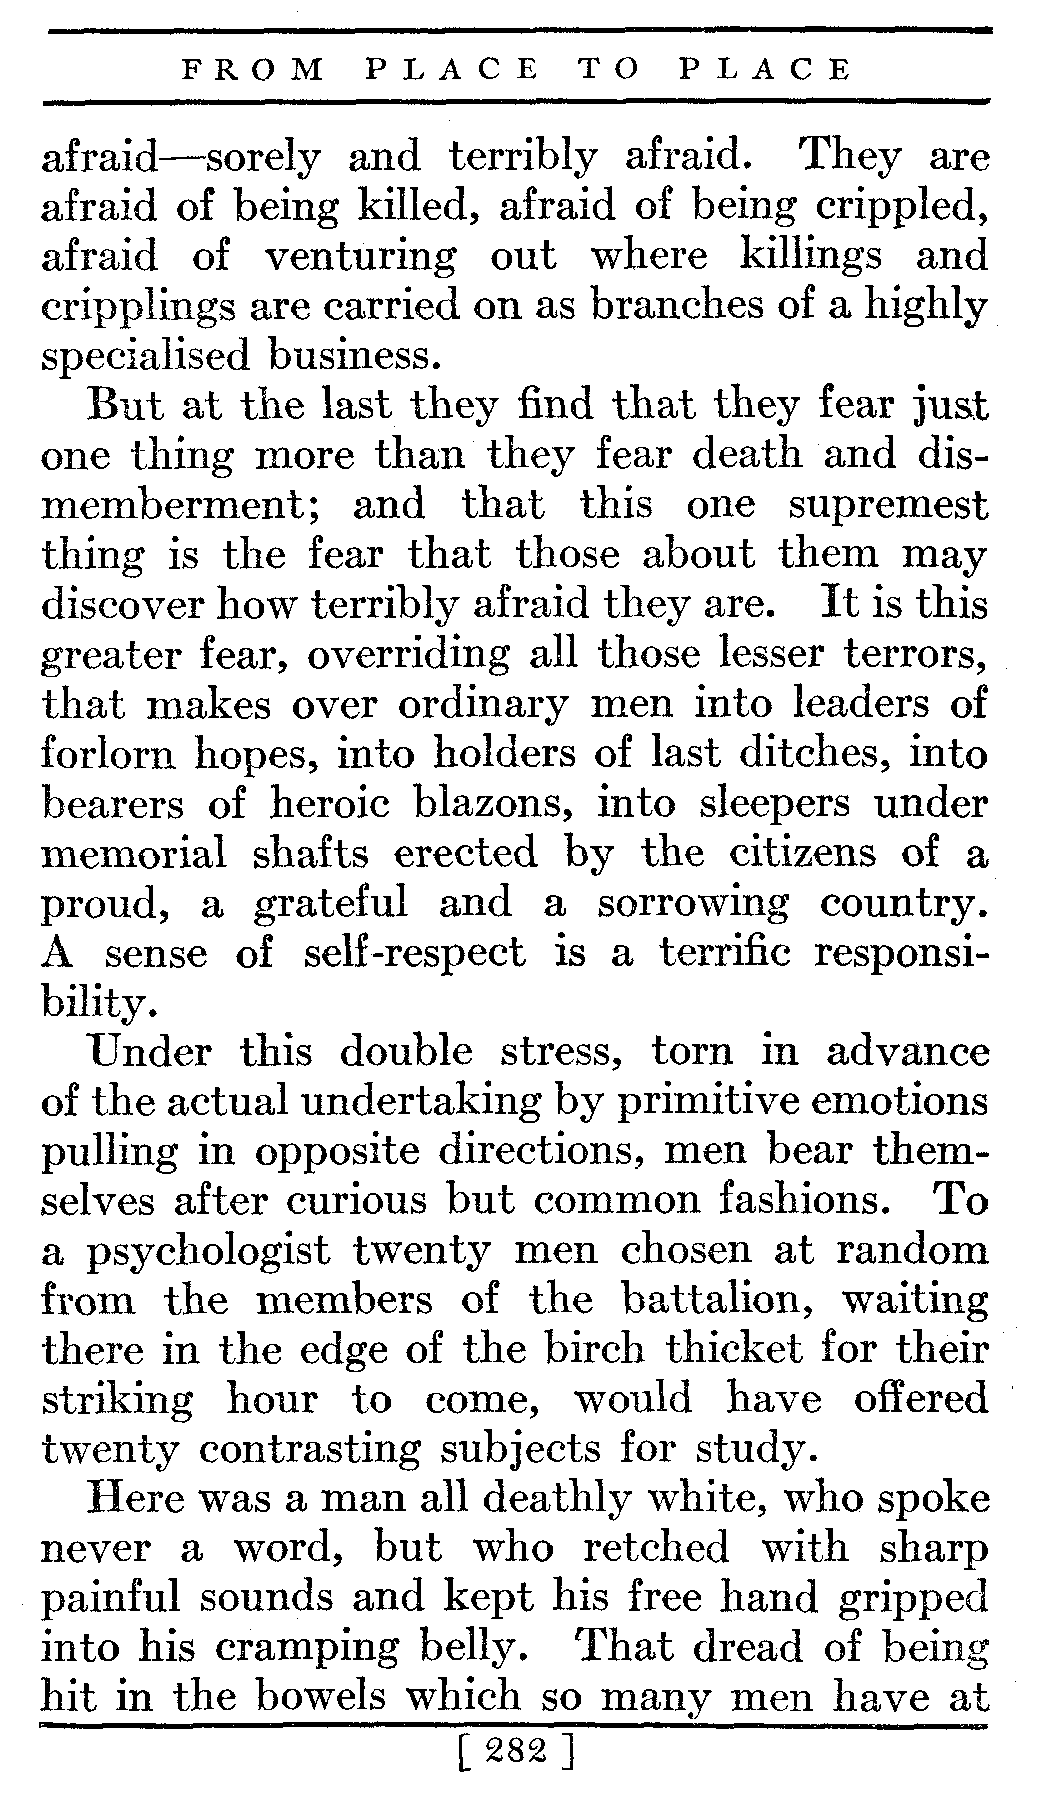 FROM PLACE TO PLACE
afraid—sorely and terribly afraid. They are
afraid of being killed, afraid of being crippled,
afraid of venturing out where killings and
cripplings are carried on as branches of a highly
specialised business.
But at the last they find that they fear just
one thing more than they fear death and dis-
memberment; and that this one supremest
thing is the fear that those about them may
discover how terribly afraid they are. It is this
greater fear, overriding all those lesser terrors,
that makes over ordinary men into leaders of
forlorn hopes, into holders of last ditches, into
bearers of heroic blazons, into sleepers under
memorial shafts erected by the citizens of a
proud, a grateful and a sorrowing country.
A sense of self-respect is a terrific responsi-
bility.
Under this double stress, torn in advance
of the actual undertaking by primitive emotions
pulling in opposite directions, men bear them-
selves after curious but common fashions. To
a psychologist twenty men chosen at random
from the members of the battalion, waiting
there in the edge of the birch thicket for their
striking hour to come, would have offered
twenty contrasting subjects for study.
Here was a man all deathly white, who spoke
never a word, but who retched with sharp
painful sounds and kept his free hand gripped
into his cramping belly. That dread of being
hit in the bowels which so many men have at
[ 282 ]